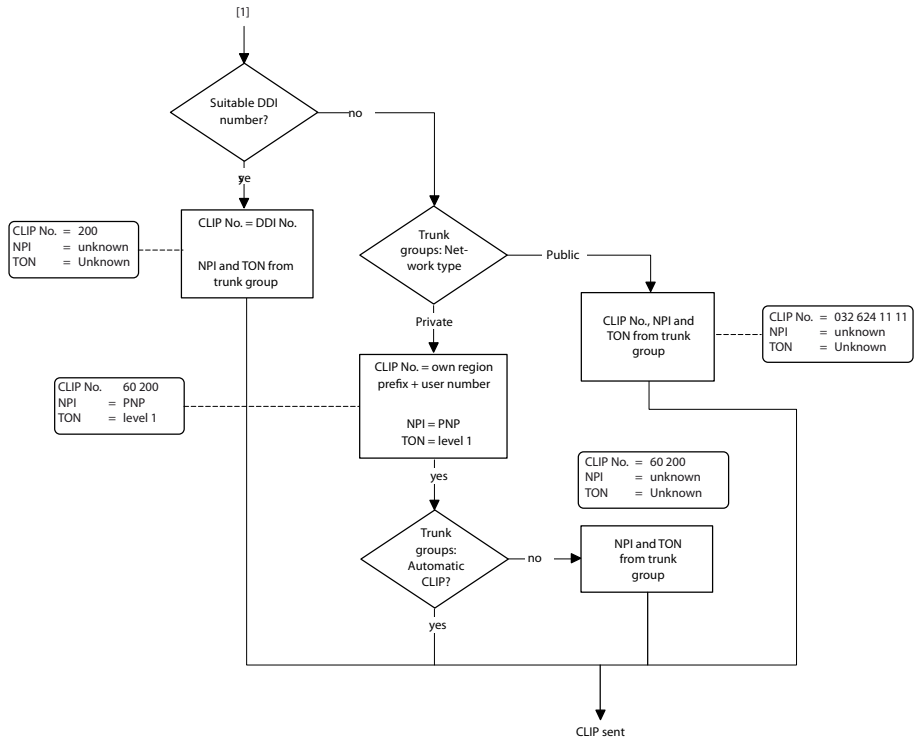 [1]
Suitable DDI
number?
no
ye
CLIP No. = DDI No.
NPI and TON from
trunk group
CLIP No. = 200
NPI = unknown
TON = Unknown
Trunk
groups: Net-
work type
Public
Private
CLIP No., NPI and
TON from trunk
group
CLIP No. = 032 624 11 11
NPI = unknown
TON = Unknown
CLIP No. = own region
prefix + user number
NPI = PNP
TON = level 1
CLIP No. 60 200
NPI = PNP
TON = level 1
yes
CLIP No. = 60 200
NPI = unknown
TON = Unknown
Trunk
groups:
Automatic
CLIP?
no
NPI and TON
from trunk
group
yes
CLIP sent